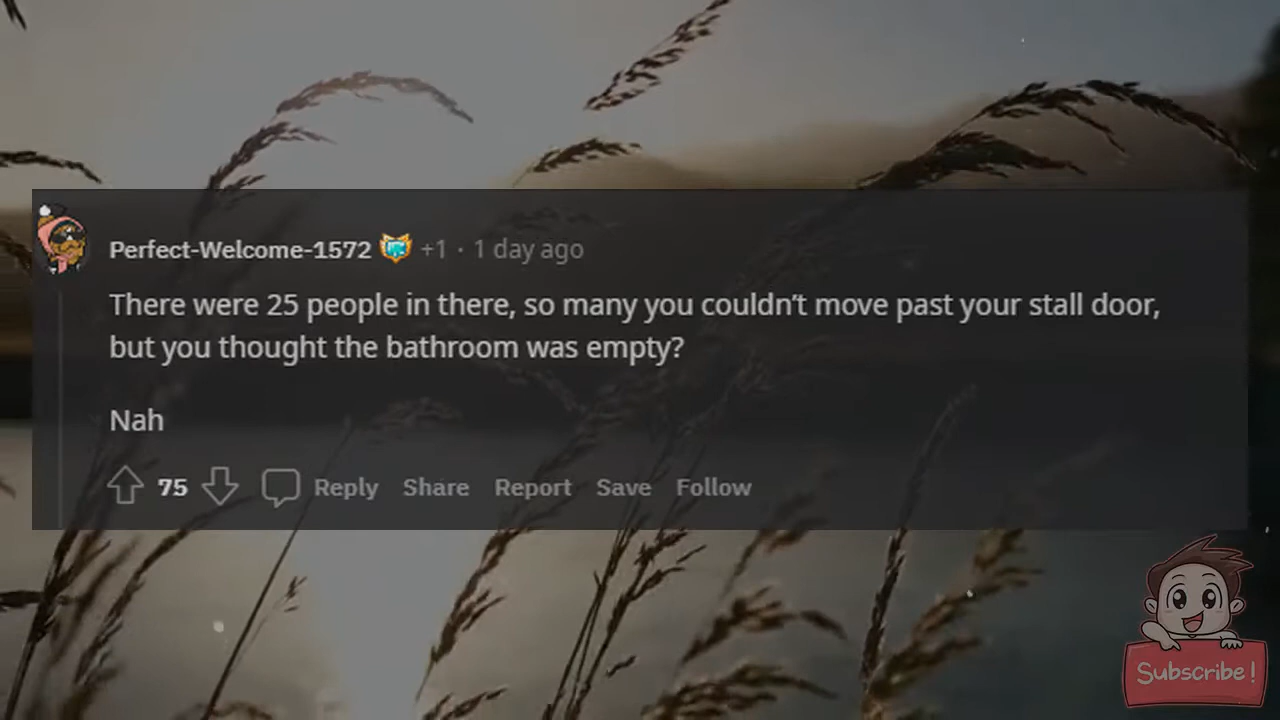 Perfect-Welcome-1572 +1 · 1 day ago
There were 25 people in there, so many you couldn't move past your stall door,
but you thought the bathroom was empty?
Nah
75 Reply Share Report Save Follow
Subscribe!